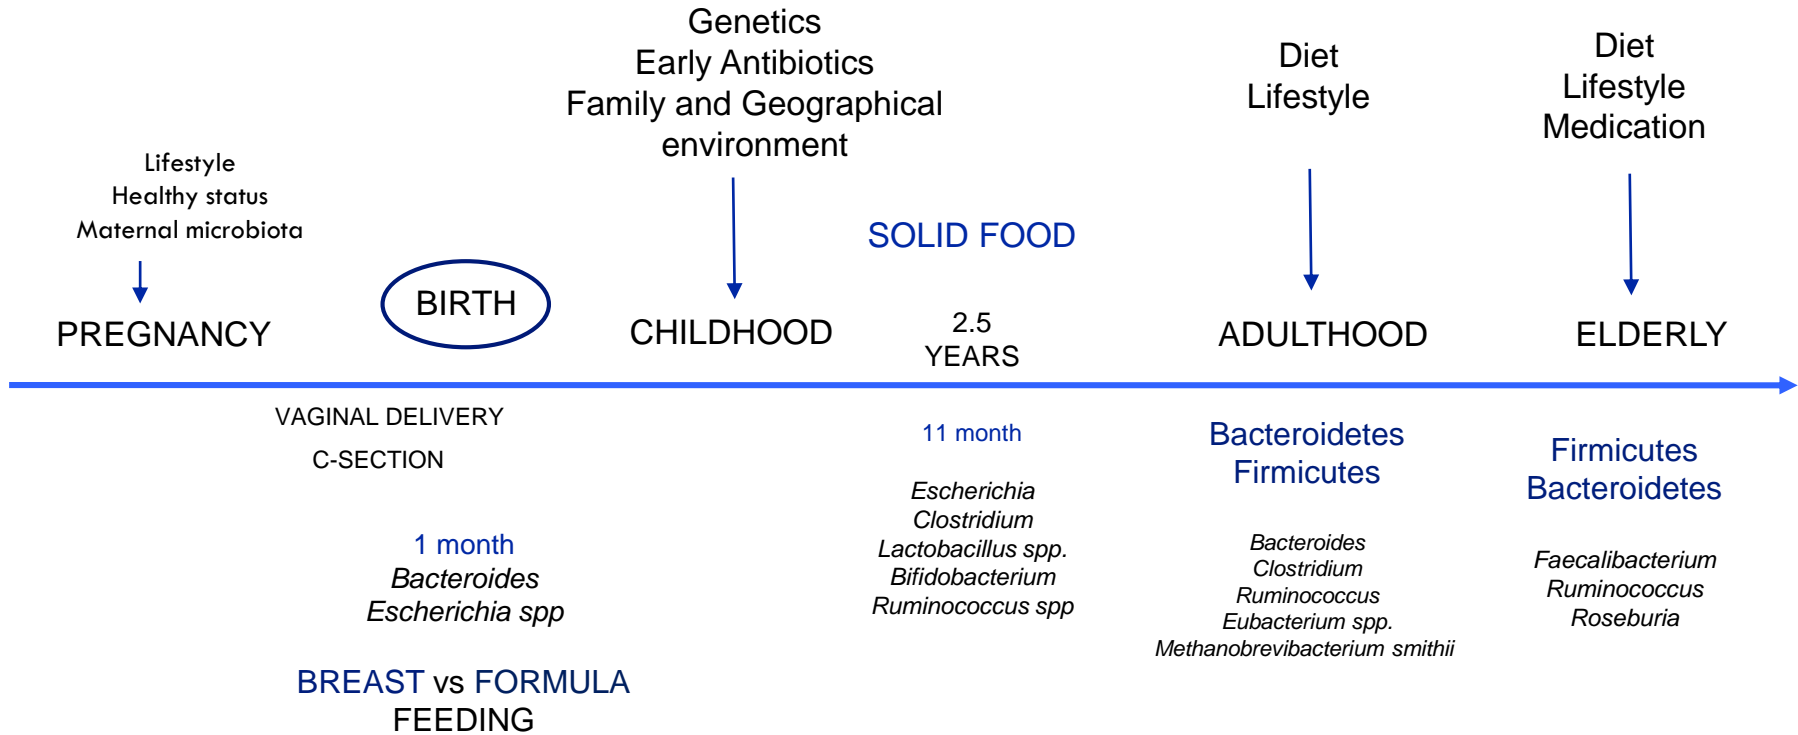 Genetics
Early Antibiotics
Family and Geographical
environment
Diet
Lifestyle
Diet
Lifestyle
Medication
Lifestyle
Healthy status
Maternal microbiota
SOLID FOOD
PREGNANCY
BIRTH
CHILDHOOD
2.5
YEARS
ADULTHOOD
ELDERLY
VAGINAL DELIVERY
C-SECTION
1 month
Bacteroides
Escherichia spp
BREAST vs FORMULA
FEEDING
11 month
Escherichia
Clostridium
Lactobacillus spp.
Bifidobacterium
Ruminococcus spp
Bacteroidetes
Firmicutes
Bacteroides
Clostridium
Ruminococcus
Eubacterium spp.
Methanobrevibacterium smithii
Firmicutes
Bacteroidetes
Faecalibacterium
Ruminococcus
Roseburia